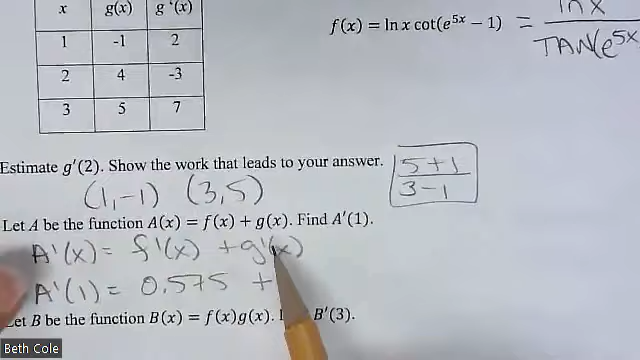 x g(x) g '(x)
1 -1 2
2 4 -3
3 5 7
f(x) = ln x cot(e^{5x} − 1) = ln x / TAN(e^{5x}
Estimate g'(2). Show the work that leads to your answer.
(1,-1) (3,5)
5+1 / 3-1
Let A be the function A(x) = f(x) + g(x). Find A'(1).
A'(x) = f'(x) + g'(x)
A'(1) = 0.575 +
Let B be the function B(x) = f(x)g(x). B'(3).
Beth Cole